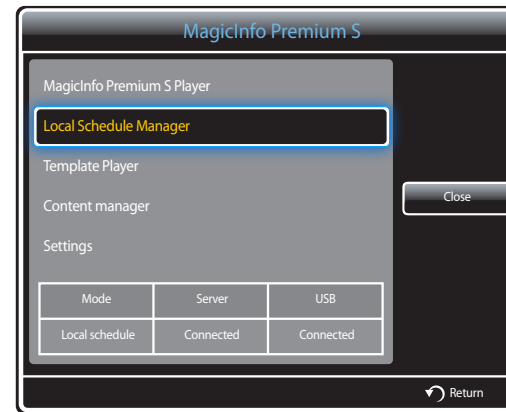 MagicInfo Premium S
MagicInfo Premium S Player
Local Schedule Manager
Template Player
Content manager
Close
Settings
Mode Server USB
Local schedule Connected Connected
Return